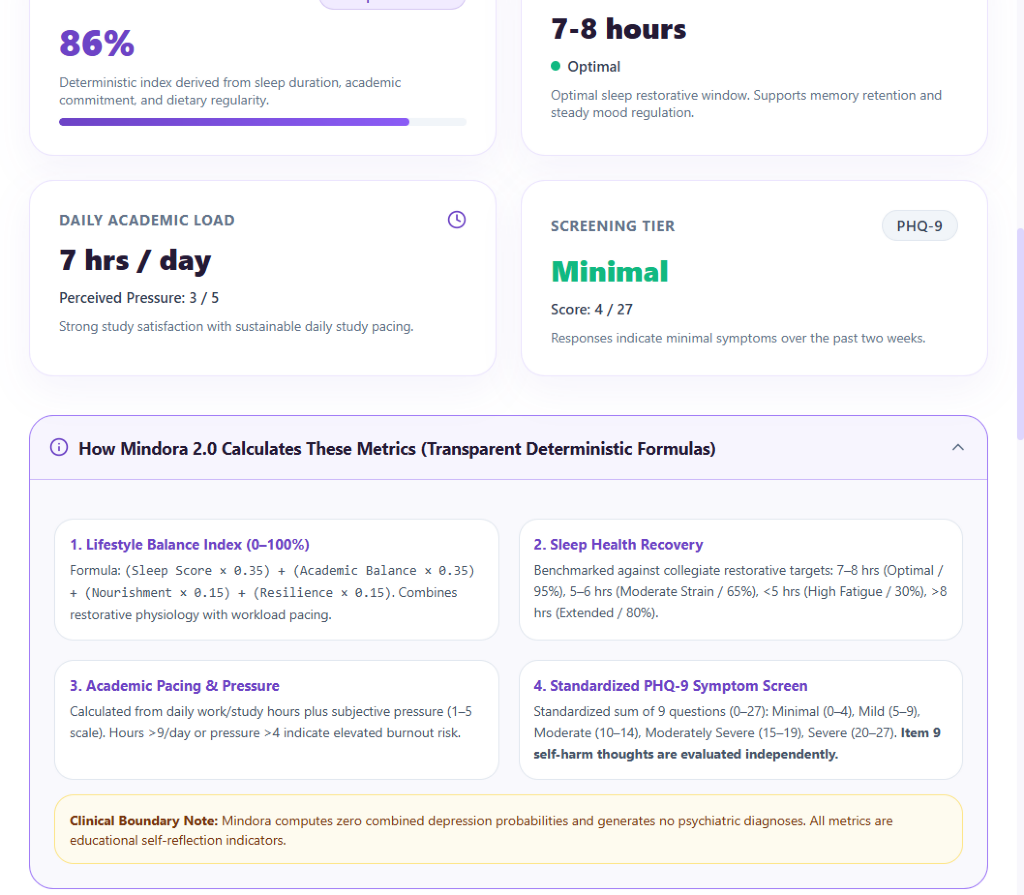 86%
Deterministic index derived from sleep duration, academic
commitment, and dietary regularity.
7-8 hours
Optimal
Optimal sleep restorative window. Supports memory retention and
steady mood regulation.
DAILY ACADEMIC LOAD
7 hrs / day
Perceived Pressure: 3 / 5
Strong study satisfaction with sustainable daily study pacing.
SCREENING TIER
PHQ-9
Minimal
Score: 4 / 27
Responses indicate minimal symptoms over the past two weeks.
How Mindora 2.0 Calculates These Metrics (Transparent Deterministic Formulas)
1. Lifestyle Balance Index (0–100%)
Formula: (Sleep Score × 0.35) + (Academic Balance × 0.35)
+ (Nourishment × 0.15) + (Resilience × 0.15). Combines
restorative physiology with workload pacing.
2. Sleep Health Recovery
Benchmarked against collegiate restorative targets: 7–8 hrs (Optimal /
95%), 5–6 hrs (Moderate Strain / 65%), <5 hrs (High Fatigue / 30%), >8
hrs (Extended / 80%).
3. Academic Pacing & Pressure
Calculated from daily work/study hours plus subjective pressure (1–5
scale). Hours >9/day or pressure >4 indicate elevated burnout risk.
4. Standardized PHQ-9 Symptom Screen
Standardized sum of 9 questions (0–27): Minimal (0–4), Mild (5–9),
Moderate (10–14), Moderately Severe (15–19), Severe (20–27). Item 9
self-harm thoughts are evaluated independently.
Clinical Boundary Note: Mindora computes zero combined depression probabilities and generates no psychiatric diagnoses. All metrics are
educational self-reflection indicators.